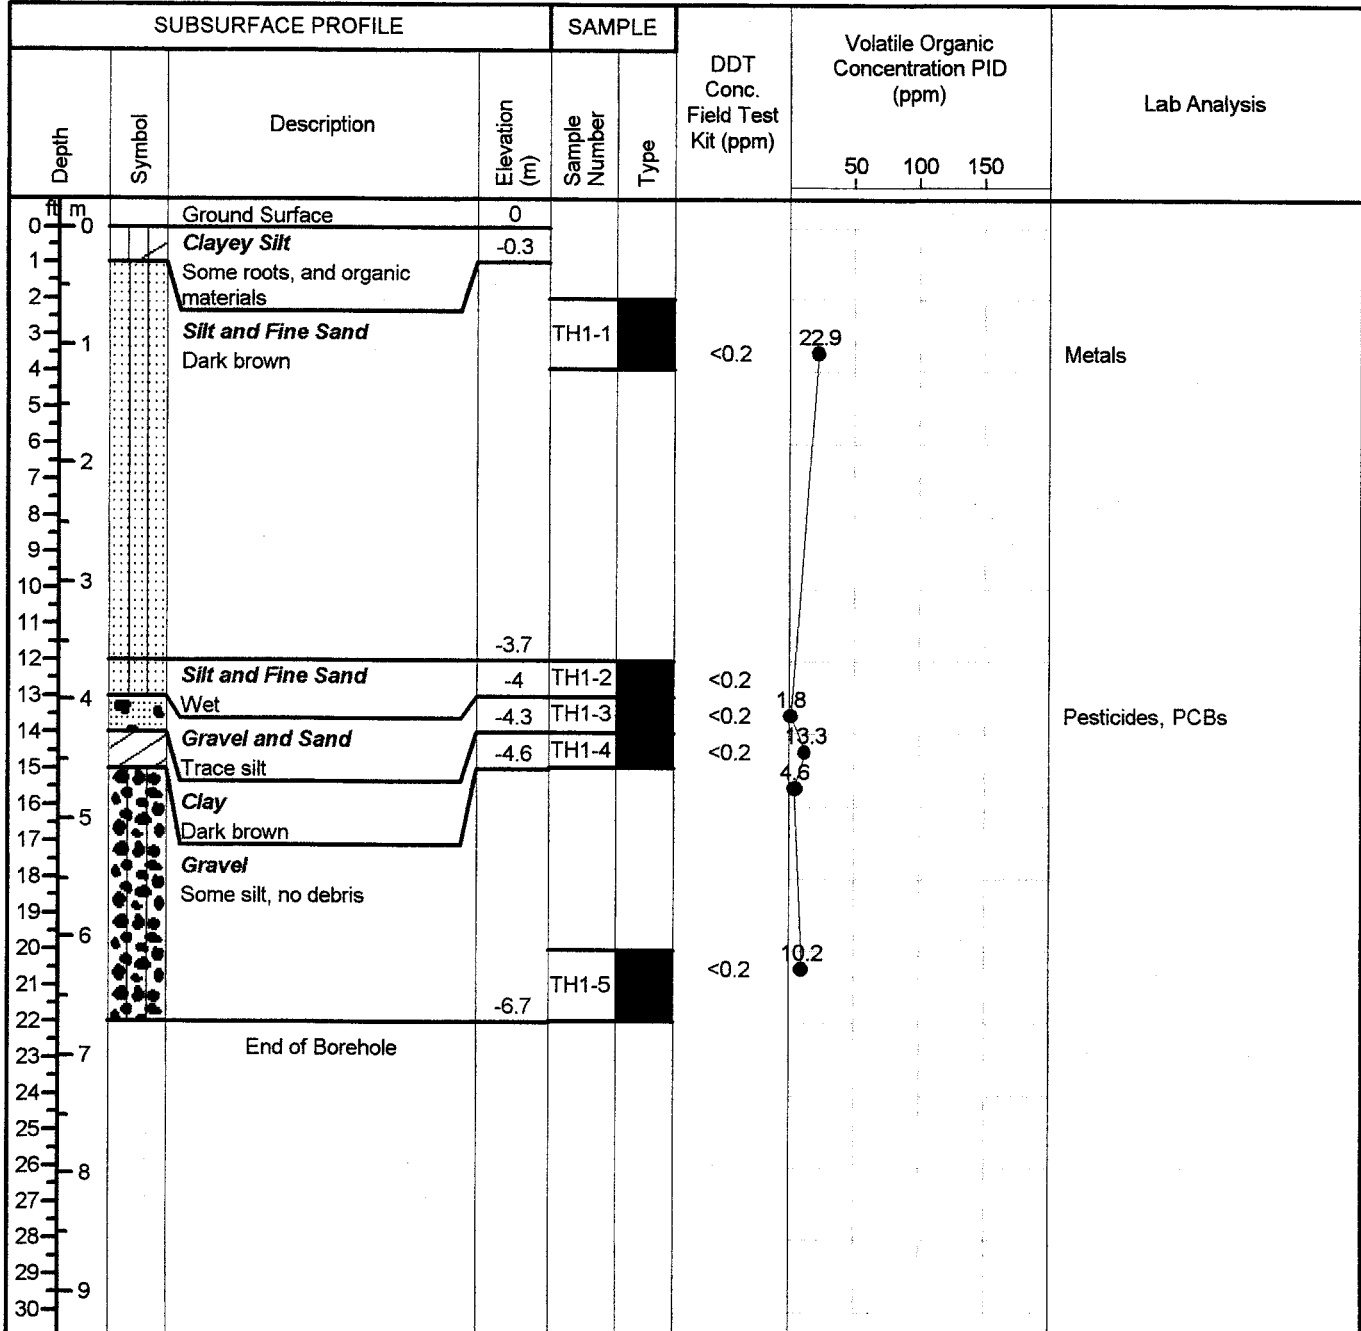 SUBSURFACE PROFILE
SAMPLE
Depth
Symbol
Description
Elevation
(m)
Sample
Number
Type
DDT
Conc.
Field Test
Kit (ppm)
Volatile Organic
Concentration PID
(ppm)
50 100 150
Lab Analysis
ft m
0 0
Ground Surface 0
Clayey Silt -0.3
1
Some roots, and organic
materials
2
Silt and Fine Sand
3
1
TH1-1
22.9
Dark brown
<0.2
Metals
4
5
6
2
7
8
9
10
3
11
-3.7
12
Silt and Fine Sand -4 TH1-2 <0.2
13
4
Wet
-4.3 TH1-3 <0.2 1.8
Pesticides, PCBs
14
Gravel and Sand -4.6 TH1-4 <0.2 13.3
15
Trace silt
4.6
16
Clay
5
Dark brown
17
Gravel
18
Some silt, no debris
19
6
20
10.2
<0.2
21
TH1-5
-6.7
22
End of Borehole
23
7
24
25
26
8
27
28
29
9
30